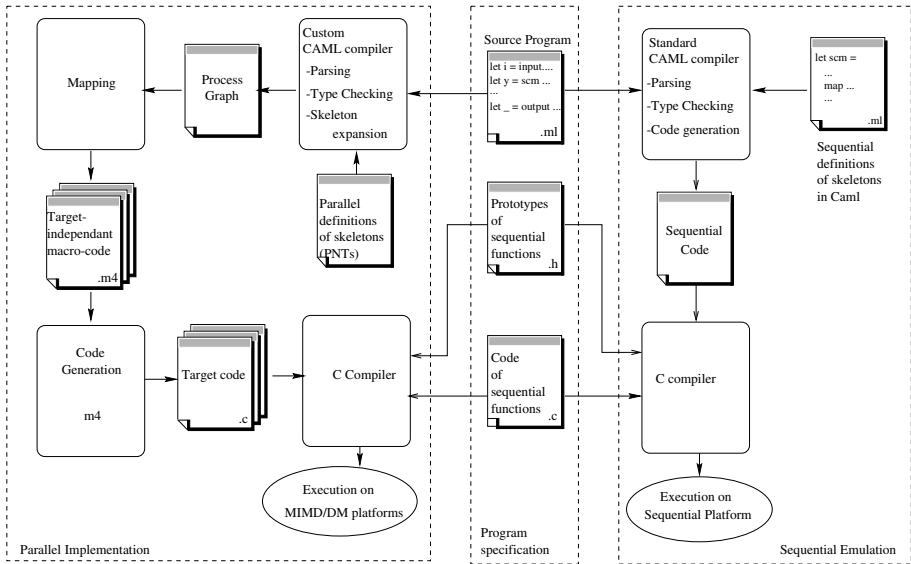 Mapping
Process
Graph
Custom
CAML compiler
-Parsing
-Type Checking
-Skeleton
expansion
Target-
independant
macro-code
.m4
Parallel
definitions
of skeletons
(PNTs)
Code
Generation
m4
Target code
.c
C Compiler
Execution on
MIMD/DM platforms
Parallel Implementation
Source Program
let i = input....
let y = scm ...
...
let _ = output ...
.ml
Prototypes
of
sequential
functions
.h
Code
of
sequential
functions
.c
Program
specification
Standard
CAML compiler
-Parsing
-Type Checking
-Code generation
let scm =
...
map ...
...
.ml
Sequential
definitions
of skeletons
in Caml
Sequential
Code
C compiler
Execution on
Sequential Platform
Sequential Emulation